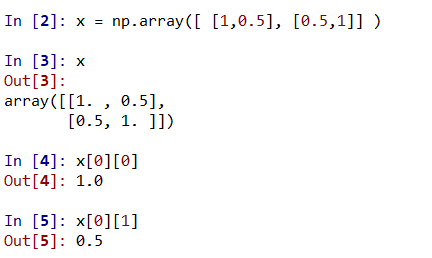 In [2]: x = np.array([ [1,0.5], [0.5,1]] )
In [3]: x
Out[3]:
array([[1. , 0.5],
       [0.5, 1. ]])
In [4]: x[0][0]
Out[4]: 1.0
In [5]: x[0][1]
Out[5]: 0.5